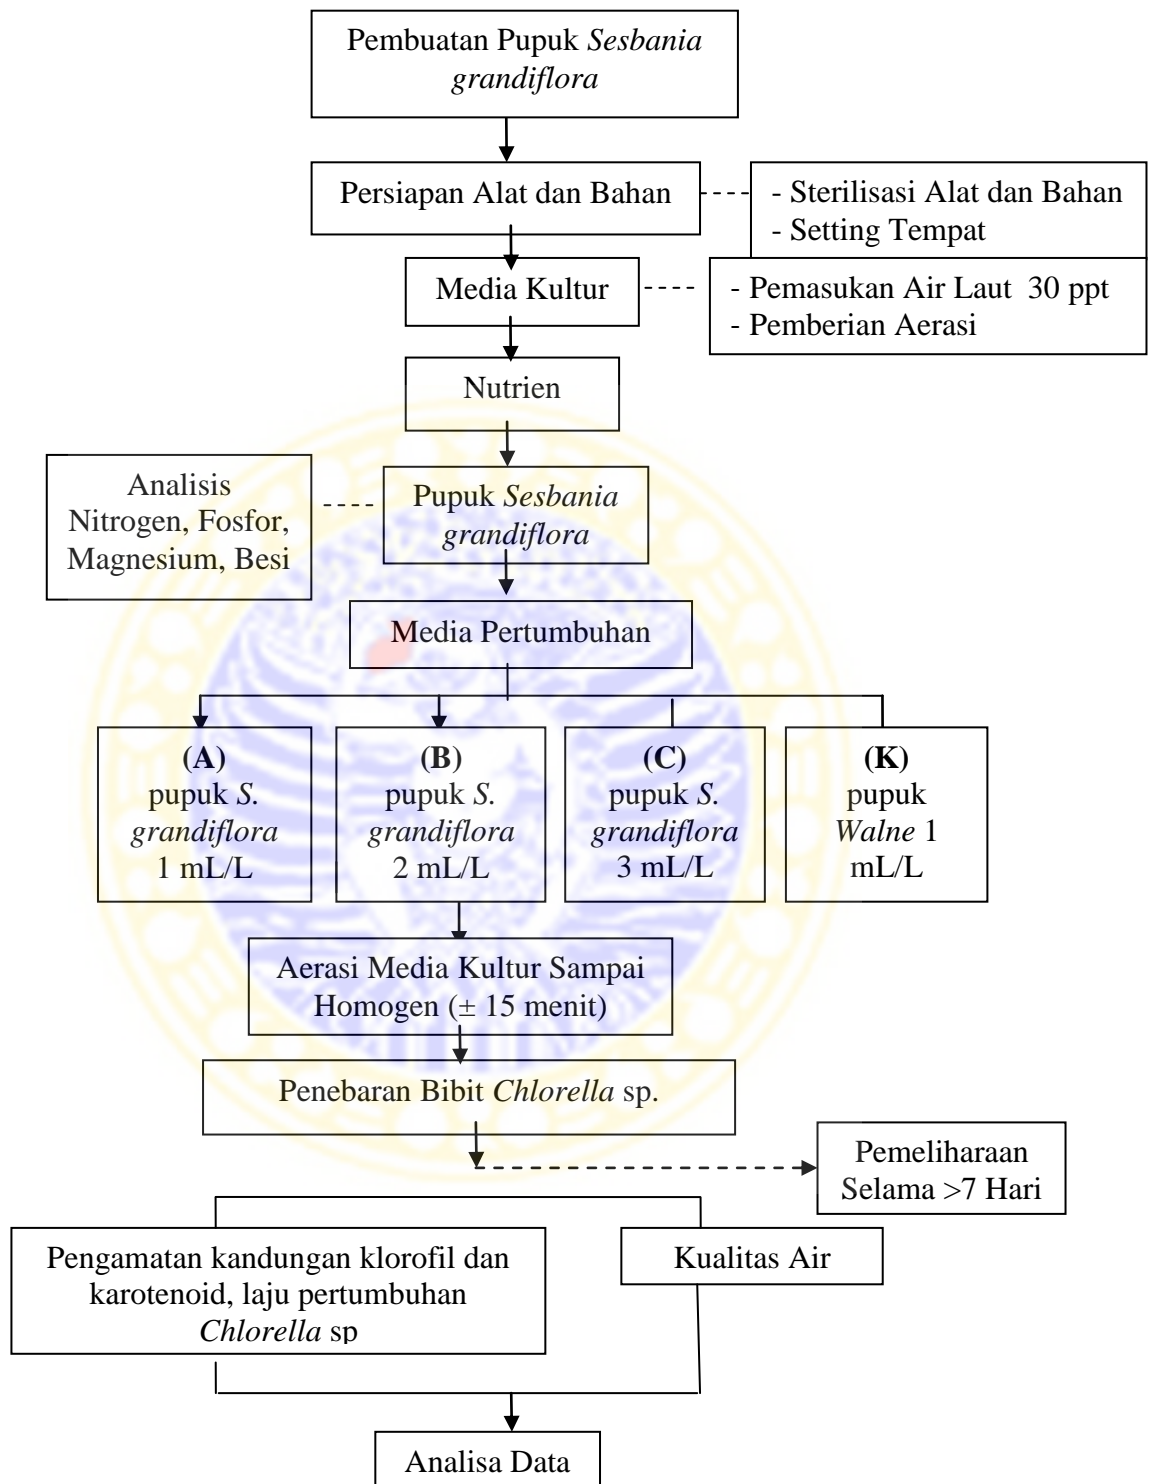 Pembuatan Pupuk Sesbania
grandiflora
Persiapan Alat dan Bahan
- Sterilisasi Alat dan Bahan
- Setting Tempat
Media Kultur
- Pemasukan Air Laut 30 ppt
- Pemberian Aerasi
Nutrien
Analisis
Nitrogen, Fosfor,
Magnesium, Besi
Pupuk Sesbania
grandiflora
Media Pertumbuhan
(A)
pupuk S.
grandiflora
1 mL/L
(B)
pupuk S.
grandiflora
2 mL/L
(C)
pupuk S.
grandiflora
3 mL/L
(K)
pupuk
Walne 1
mL/L
Aerasi Media Kultur Sampai
Homogen (± 15 menit)
Penebaran Bibit Chlorella sp.
Pemeliharaan
Selama >7 Hari
Pengamatan kandungan klorofil dan
karotenoid, laju pertumbuhan
Chlorella sp
Kualitas Air
Analisa Data